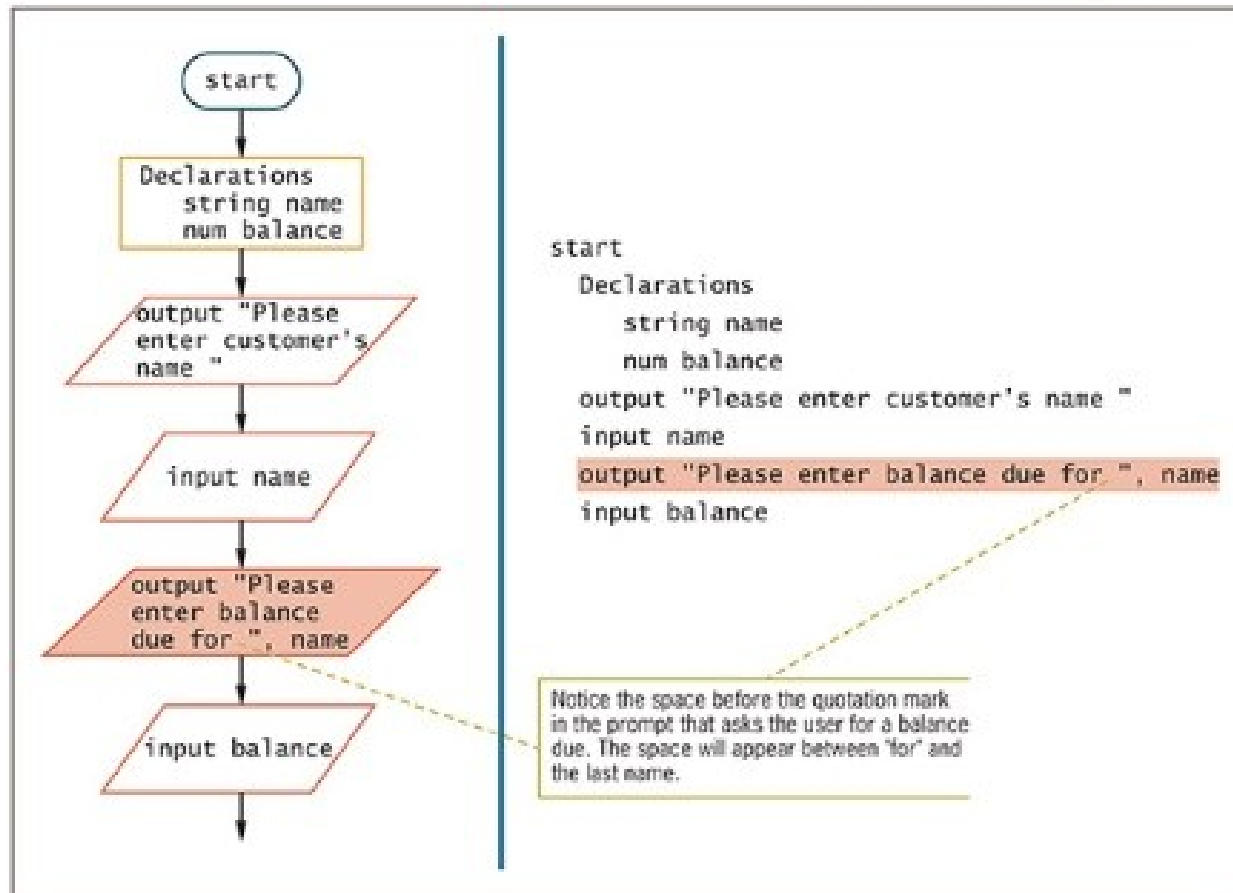 start
Declarations
string name
num balance
output "Please
enter customer's
name "
input name
output "Please
enter balance
due for ", name
input balance
start
Declarations
string name
num balance
output "Please enter customer's name "
input name
output "Please enter balance due for ", name
input balance
Notice the space before the quotation mark
in the prompt that asks the user for a balance
due. The space will appear between "for" and
the last name.